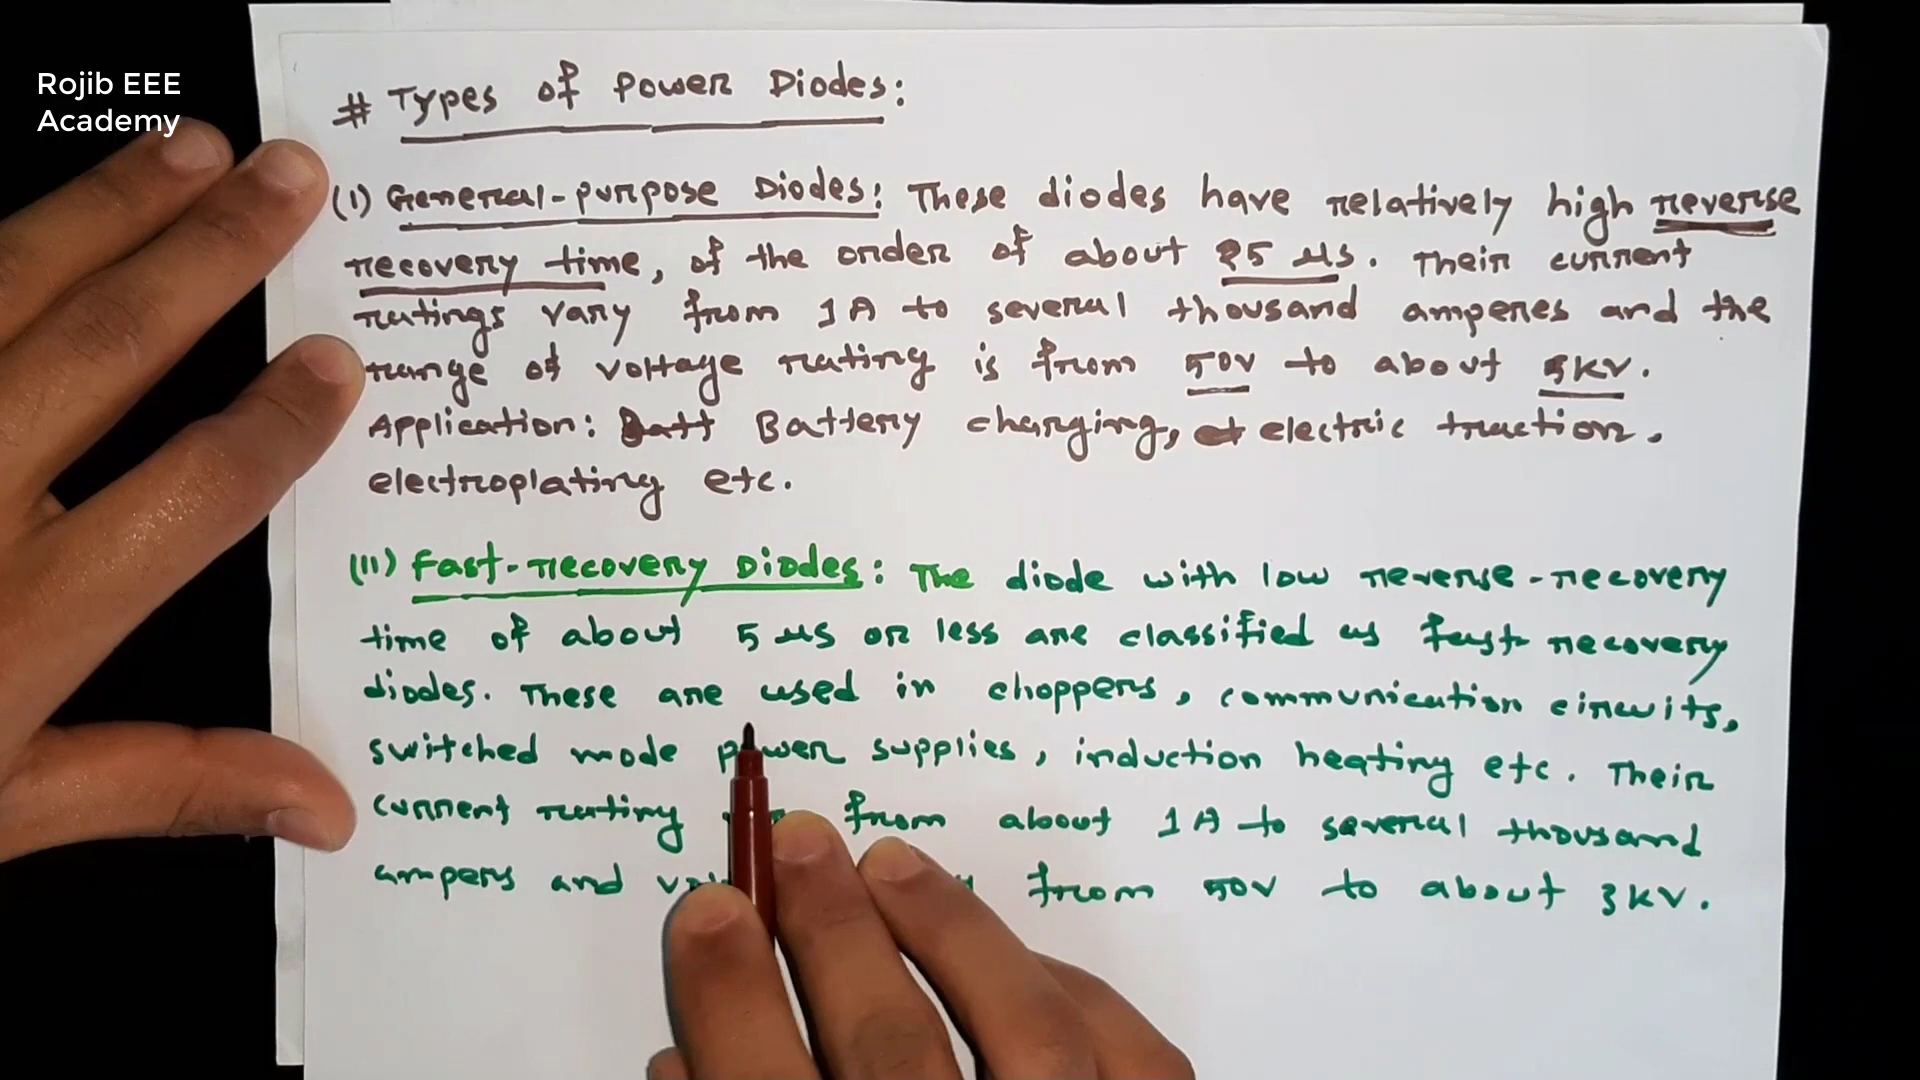 Rojib EEE
Academy
# Types of Power Diodes:
(I) General-purpose Diodes: These diodes have relatively high reverse
recovery time, of the order of about 25 µs. Their current
ratings vary from 1A to several thousand amperes and the
range of voltage rating is from 50V to about 5KV.
Application: Batt Battery charging, electric traction.
electroplating etc.
(II) Fast-recovery Diodes: The diode with low reverse-recovery
time of about 5 µs or less are classified as fast recovery
diodes. These are used in choppers, communication circuits,
switched mode power supplies, induction heating etc. Their
current rating from about 1A to several thousand
ampers and from 50V to about 3KV.